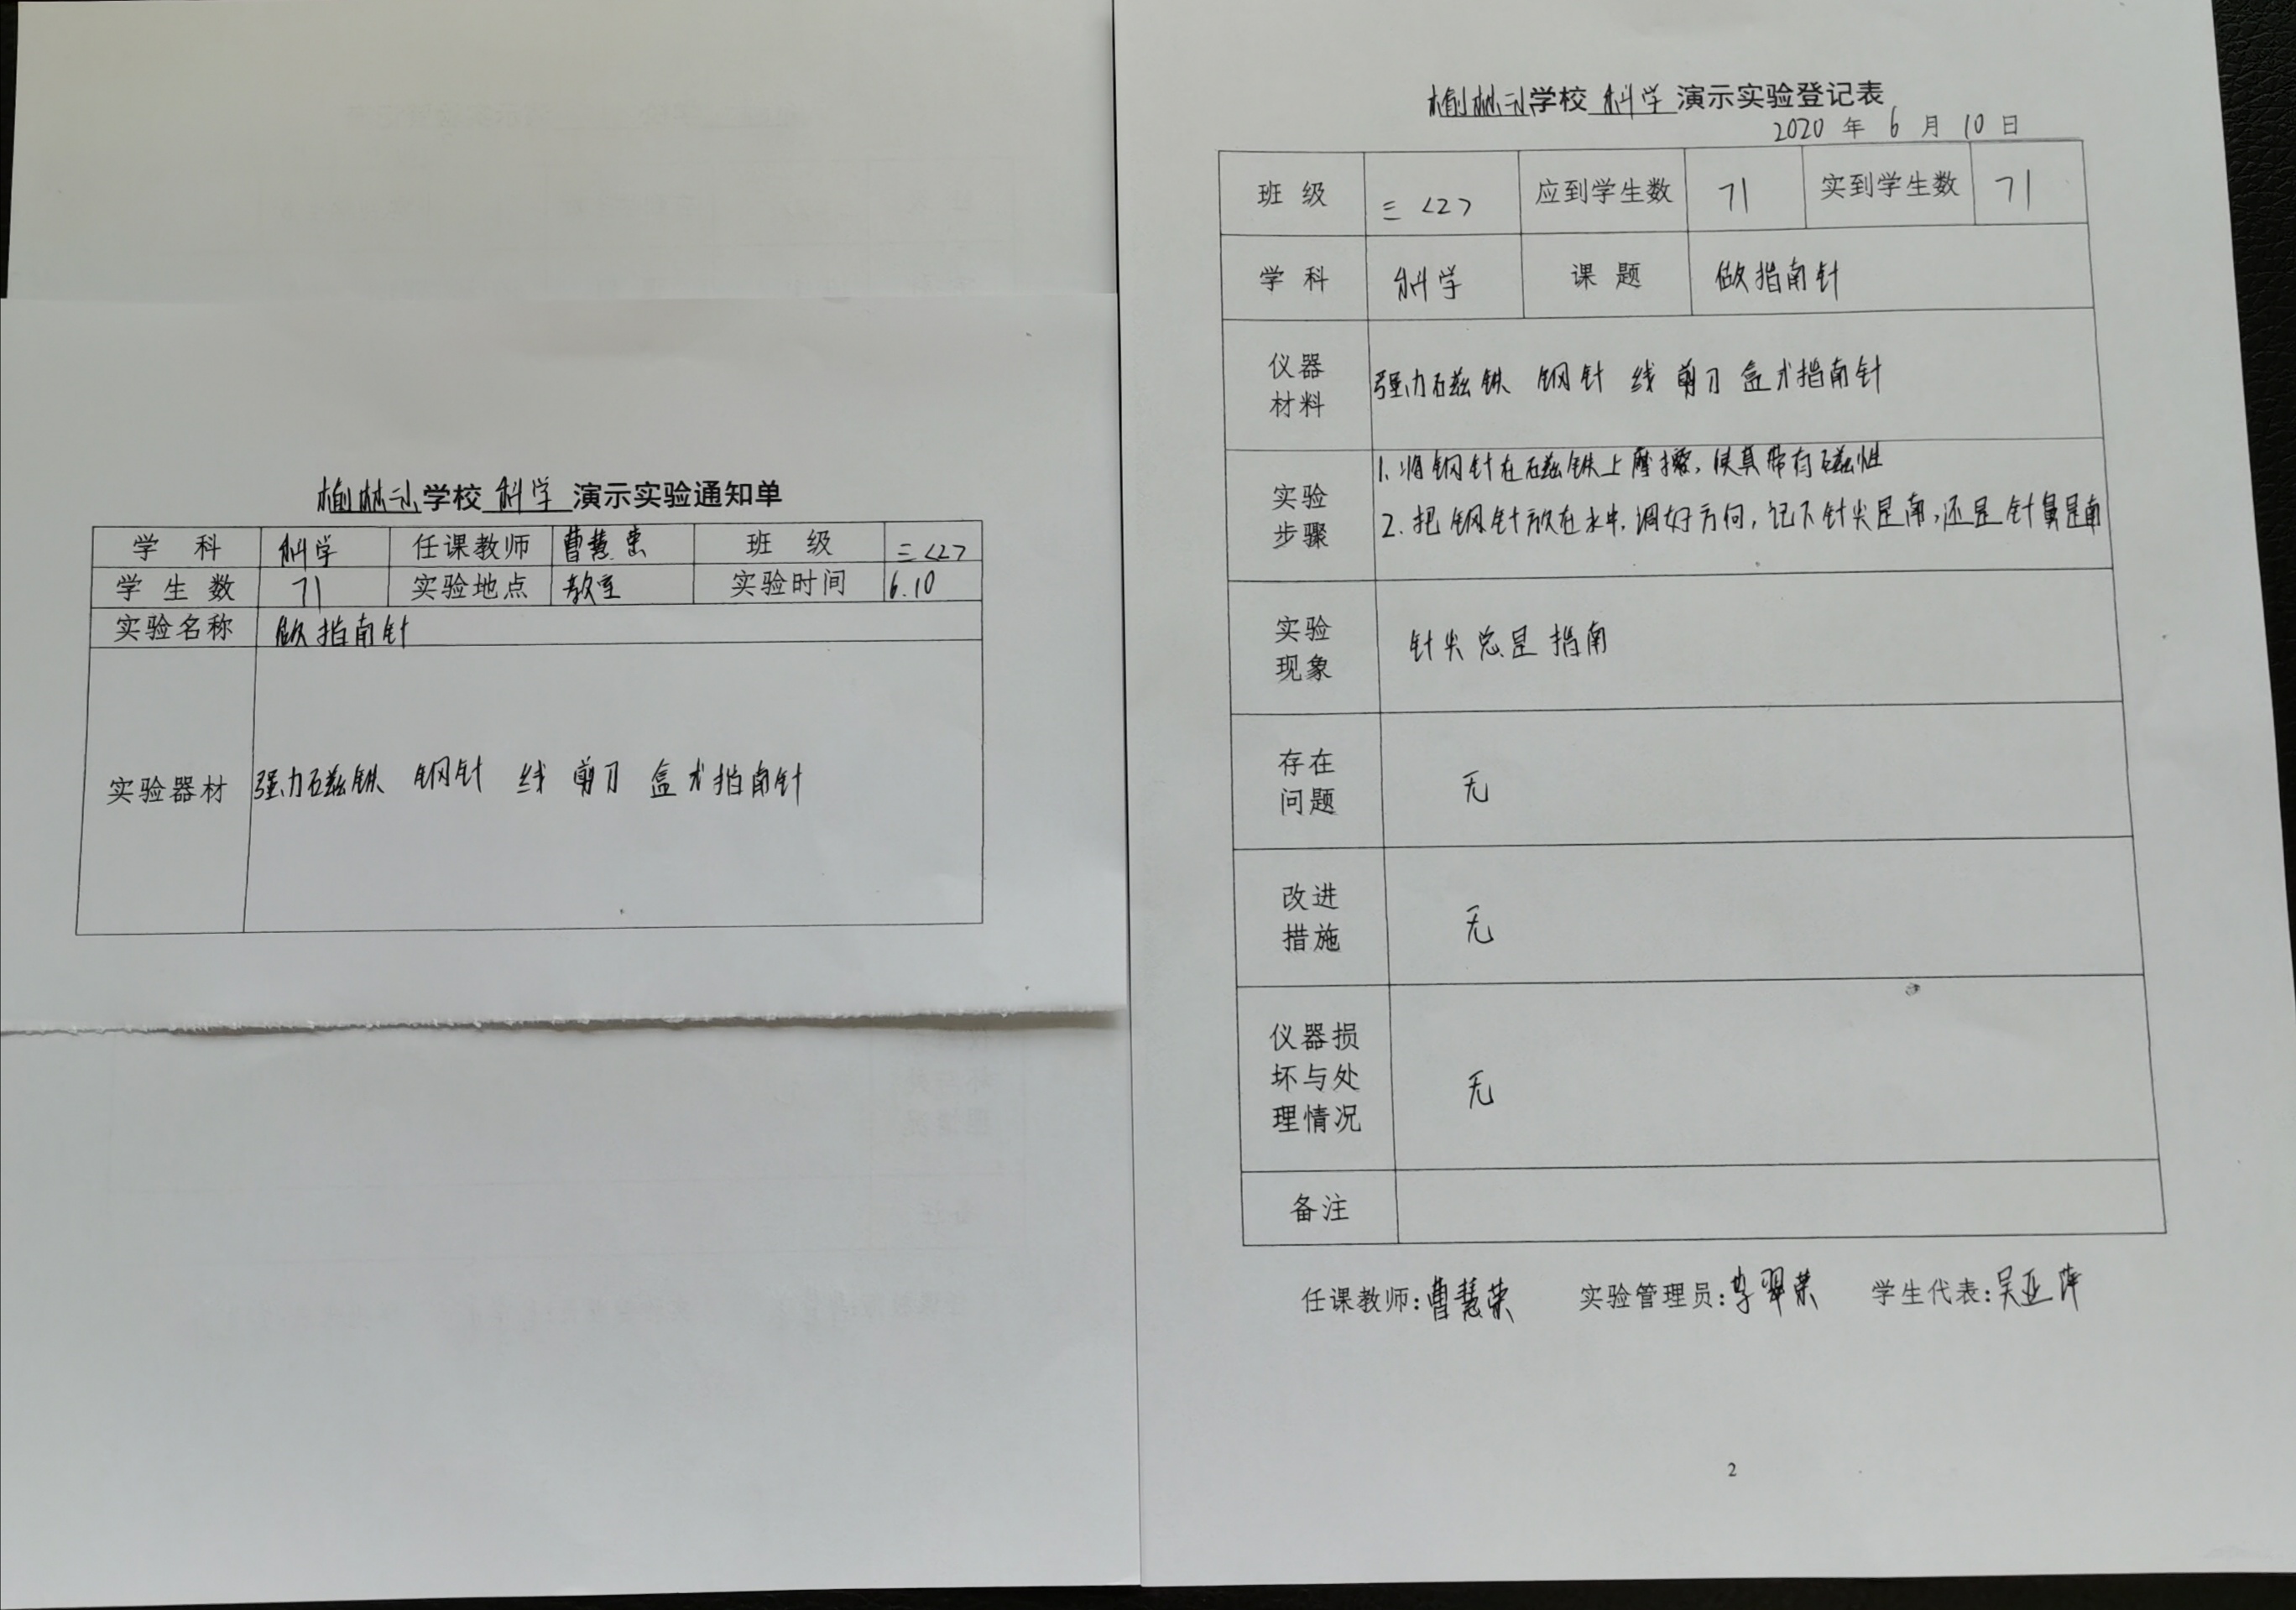 榆林小学校 科学 演示实验通知单
学 科 科学 任课教师 曹慧荣 班 级 三<2>
学 生 数 71 实验地点 教室 实验时间 6.10
实验名称 做指南针
实验器材 强力磁铁 钢针 线 剪刀 盒式指南针
榆林小学校 科学 演示实验登记表
2020 年 6 月 10 日
班 级 三<2> 应到学生数 71 实到学生数 71
学 科 科学 课 题 做指南针
仪器
材料
强力磁铁 钢针 线 剪刀 盒式指南针
实验
步骤
1.将钢针在磁铁上摩擦,使其带有磁性
2.把钢针放在水中,调好方向,记下针尖是南,还是针鼻是南
实验
现象
针尖总是指南
存在
问题
无
改进
措施
无
仪器损
坏与处
理情况
无
备注
任课教师:曹慧荣 实验管理员:李翠荣 学生代表:吴亚萍
2